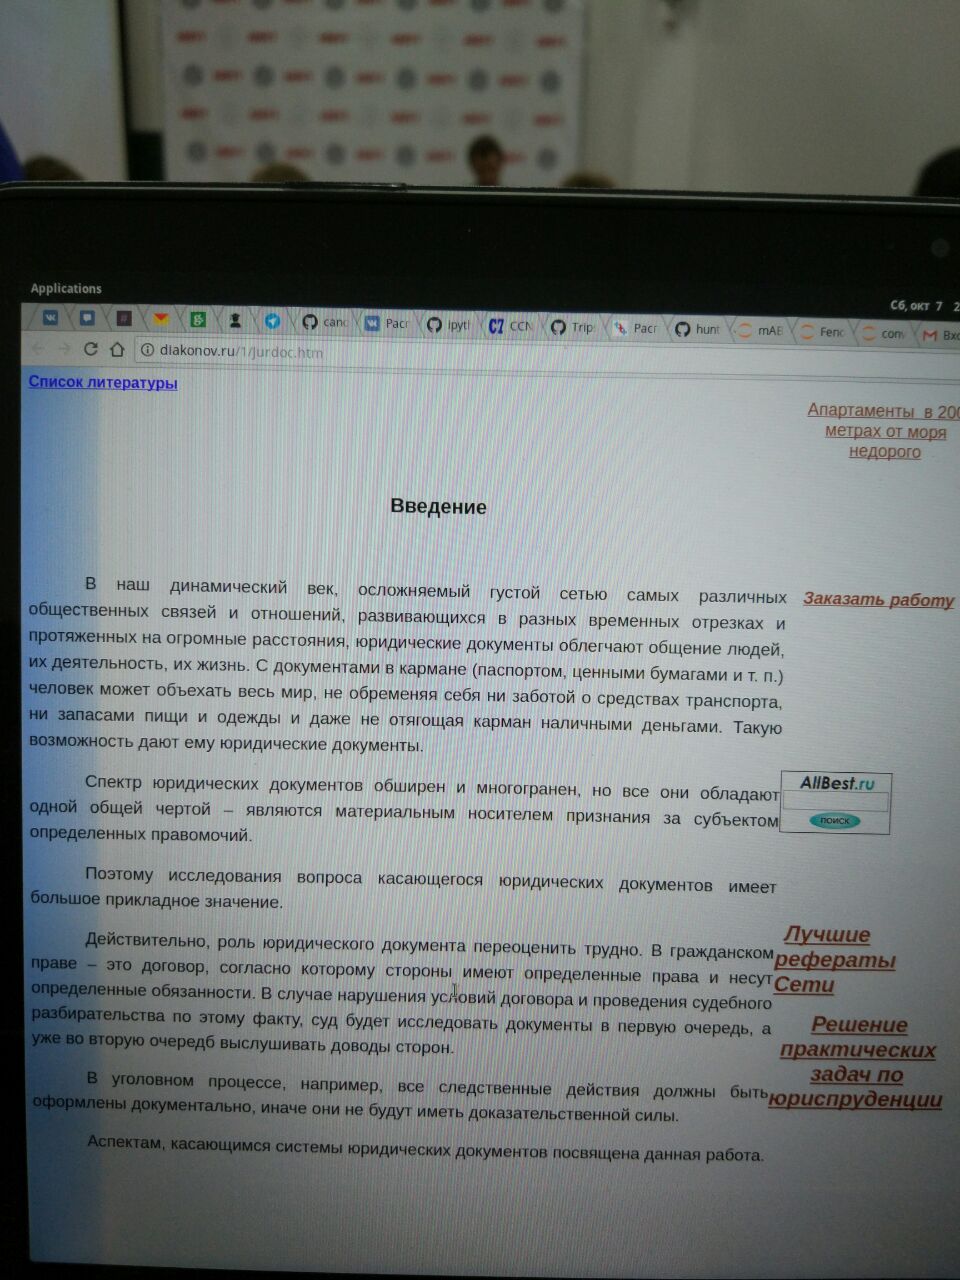 Applications
Сб, окт 7
Расг
ipyt
C7 CCN
Trip
Расг
hunt
mAE
Fenc
conv
Вхо
diakonov.ru/1/jurdoc.htm
Список литературы
Апартаменты в 200
метрах от моря
недорого
Введение
В наш динамический век, осложняемый густой сетью самых различных
общественных связей и отношений, развивающихся в разных временных отрезках и
протяженных на огромные расстояния, юридические документы облегчают общение людей,
их деятельность, их жизнь. С документами в кармане (паспортом, ценными бумагами и т. п.)
человек может объехать весь мир, не обременяя себя ни заботой о средствах транспорта,
ни запасами пищи и одежды и даже не отягощая карман наличными деньгами. Такую
возможность дают ему юридические документы.
Заказать работу
Спектр юридических документов обширен и многогранен, но все они обладают
одной общей чертой – являются материальным носителем признания за субъектом
определенных правомочий.
AllBest.ru
поиск
Поэтому исследования вопроса касающегося юридических документов имеет
большое прикладное значение.
Действительно, роль юридического документа переоценить трудно. В гражданском
праве – это договор, согласно которому стороны имеют определенные права и несут
определенные обязанности. В случае нарушения условий договора и проведения судебного
разбирательства по этому факту, суд будет исследовать документы в первую очередь, а
уже во вторую очередб выслушивать доводы сторон.
Лучшие
рефераты
Сети
Решение
практических
задач по
юриспруденции
В уголовном процессе, например, все следственные действия должны быть
оформлены документально, иначе они не будут иметь доказательственной силы.
Аспектам, касающимся системы юридических документов посвящена данная работа.